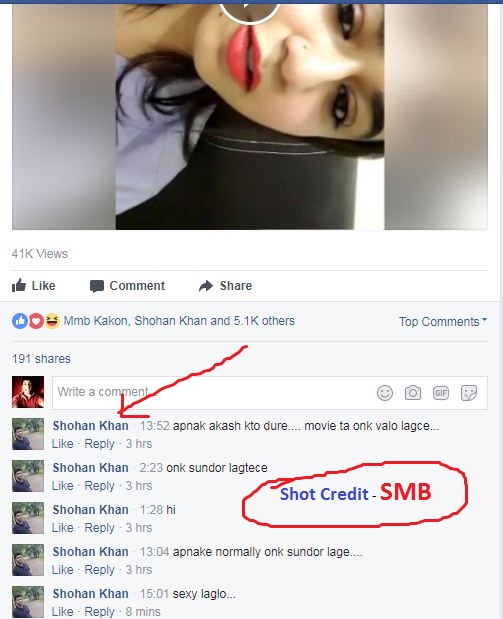 41K Views
Like Comment Share
Mmb Kakon, Shohan Khan and 5.1K others Top Comments
191 shares
Write a comment
GIF
Shohan Khan · 13:52 apnak akash kto dure.... movie ta onk valo lagce...
Like · Reply · 3 hrs
Shohan Khan · 2:23 onk sundor lagtece
Like · Reply · 3 hrs
Shot Credit - SMB
Shohan Khan · 1:28 hi
Like · Reply · 3 hrs
Shohan Khan · 13:04 apnake normally onk sundor lage....
Like · Reply · 3 hrs
Shohan Khan · 15:01 sexy laglo...
Like · Reply · 8 mins